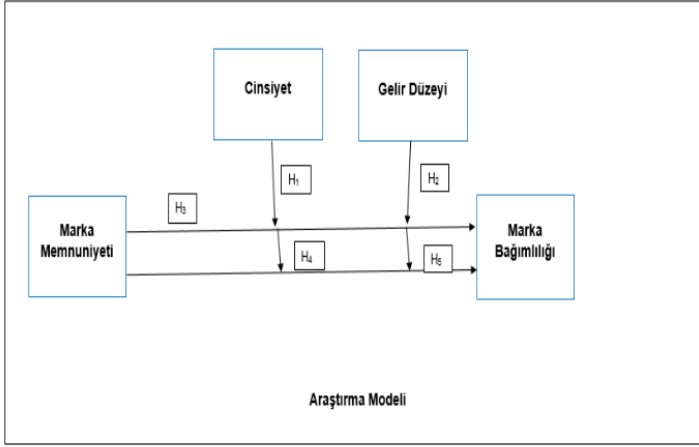 Cinsiyet
Gelir Düzeyi
H₁
H₂
H₃
Marka
Memnuniyeti
Marka
Bağımlılığı
H₄
H₅
Araştırma Modeli